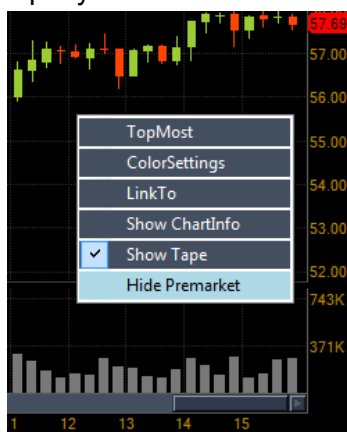 57.69
57.00
56.00
TopMost
55.00
ColorSettings
LinkTo
54.00
Show ChartInfo
53.00
Show Tape
52.00
Hide Premarket
743K
371K
1 12 13 14 15